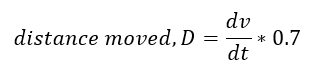 distance moved, D = dv/dt * 0.7